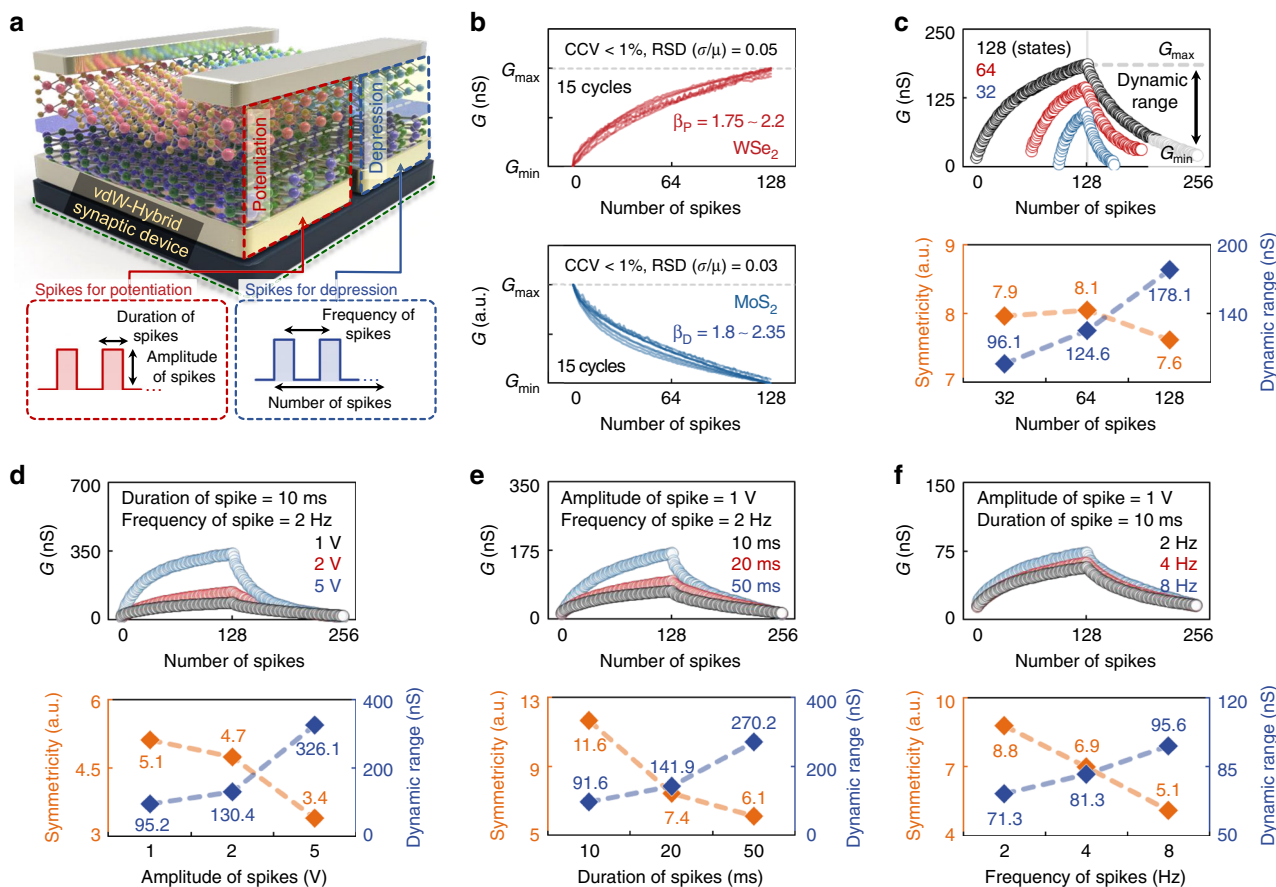 a
Potentiation
Depression
vdW-Hybrid
synaptic device
Spikes for potentiation
Duration of
spikes
Amplitude
of spikes
Spikes for depression
Frequency of
spikes
Number of spikes
b
CCV < 1%, RSD (σ/μ) = 0.05
G (nS)
Gmax
15 cycles
βP = 1.75 ~ 2.2
WSe2
Gmin
0 64 128
Number of spikes
CCV < 1%, RSD (σ/μ) = 0.03
G (a.u.)
Gmax
MoS2
βD = 1.8 ~ 2.35
15 cycles
Gmin
0 64 128
Number of spikes
c
G (nS)
250
125
0
128 (states)
64
32
Gmax
Dynamic
range
Gmin
0 128 256
Number of spikes
Symmetricity (a.u.)
9
8
7
7.9 8.1 7.6
96.1 124.6 178.1
200
140
Dynamic range (nS)
32 64 128
Number of spikes
d
G (nS)
700
350
0
Duration of spike = 10 ms
Frequency of spike = 2 Hz
1 V
2 V
5 V
0 128 256
Number of spikes
Symmetricity (a.u.)
6
4.5
3
5.1 4.7 3.4
95.2 130.4 326.1
400
200
0
Dynamic range (nS)
1 2 5
Amplitude of spikes (V)
e
G (nS)
350
175
0
Amplitude of spike = 1 V
Frequency of spike = 2 Hz
10 ms
20 ms
50 ms
0 128 256
Number of spikes
Symmetricity (a.u.)
13
9
5
11.6 7.4 6.1
91.6 141.9 270.2
400
200
0
Dynamic range (nS)
10 20 50
Duration of spikes (ms)
f
G (nS)
150
75
0
Amplitude of spike = 1 V
Duration of spike = 10 ms
2 Hz
4 Hz
8 Hz
0 128 256
Number of spikes
Symmetricity (a.u.)
10
7
4
8.8 6.9 5.1
71.3 81.3 95.6
120
85
50
Dynamic range (nS)
2 4 8
Frequency of spikes (Hz)